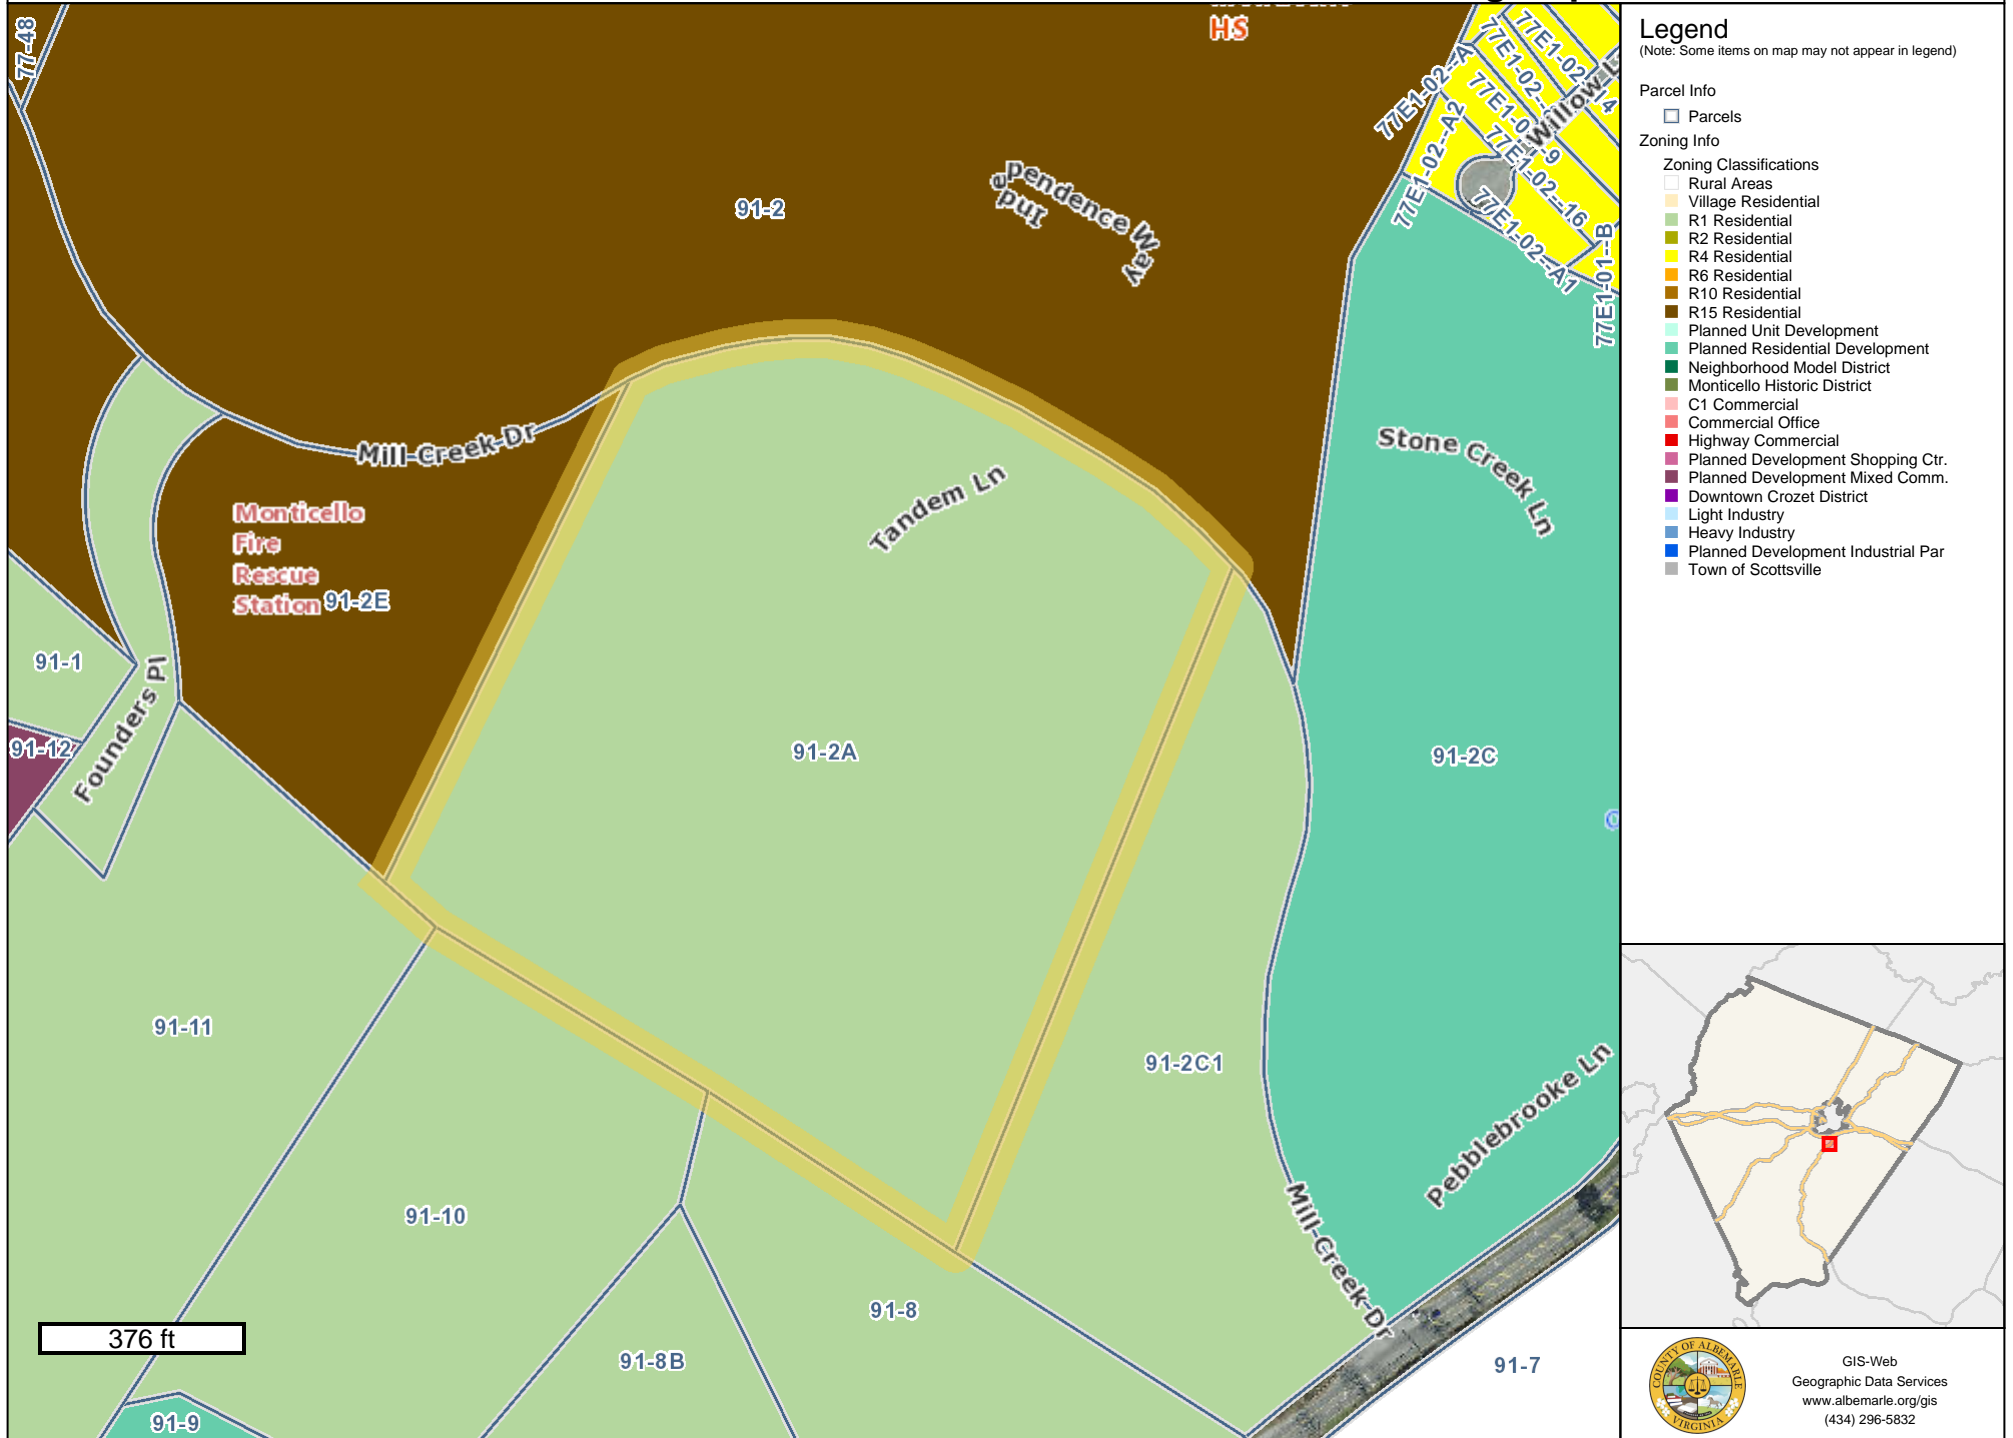 HS
77-48
91-2
Independence Way
77E1-02--A
77E1-02--A2
77E1-02--16
77E1-02--A1
77E1-01--B
Mill-Creek-Dr
Stone Creek Ln
Tandem Ln
Monticello
Fire
Rescue
Station
91-2E
91-1
Founders Pl
91-12
91-2A
91-2C
91-11
91-2C1
Pebblebrooke Ln
91-10
Mill-Creek-Dr
91-8
91-8B
91-7
91-9
376 ft
Legend
(Note: Some items on map may not appear in legend)
Parcel Info
Parcels
Zoning Info
Zoning Classifications
Rural Areas
Village Residential
R1 Residential
R2 Residential
R4 Residential
R6 Residential
R10 Residential
R15 Residential
Planned Unit Development
Planned Residential Development
Neighborhood Model District
Monticello Historic District
C1 Commercial
Commercial Office
Highway Commercial
Planned Development Shopping Ctr.
Planned Development Mixed Comm.
Downtown Crozet District
Light Industry
Heavy Industry
Planned Development Industrial Par
Town of Scottsville
COUNTY OF ALBEMARLE
VIRGINIA
GIS-Web
Geographic Data Services
www.albemarle.org/gis
(434) 296-5832